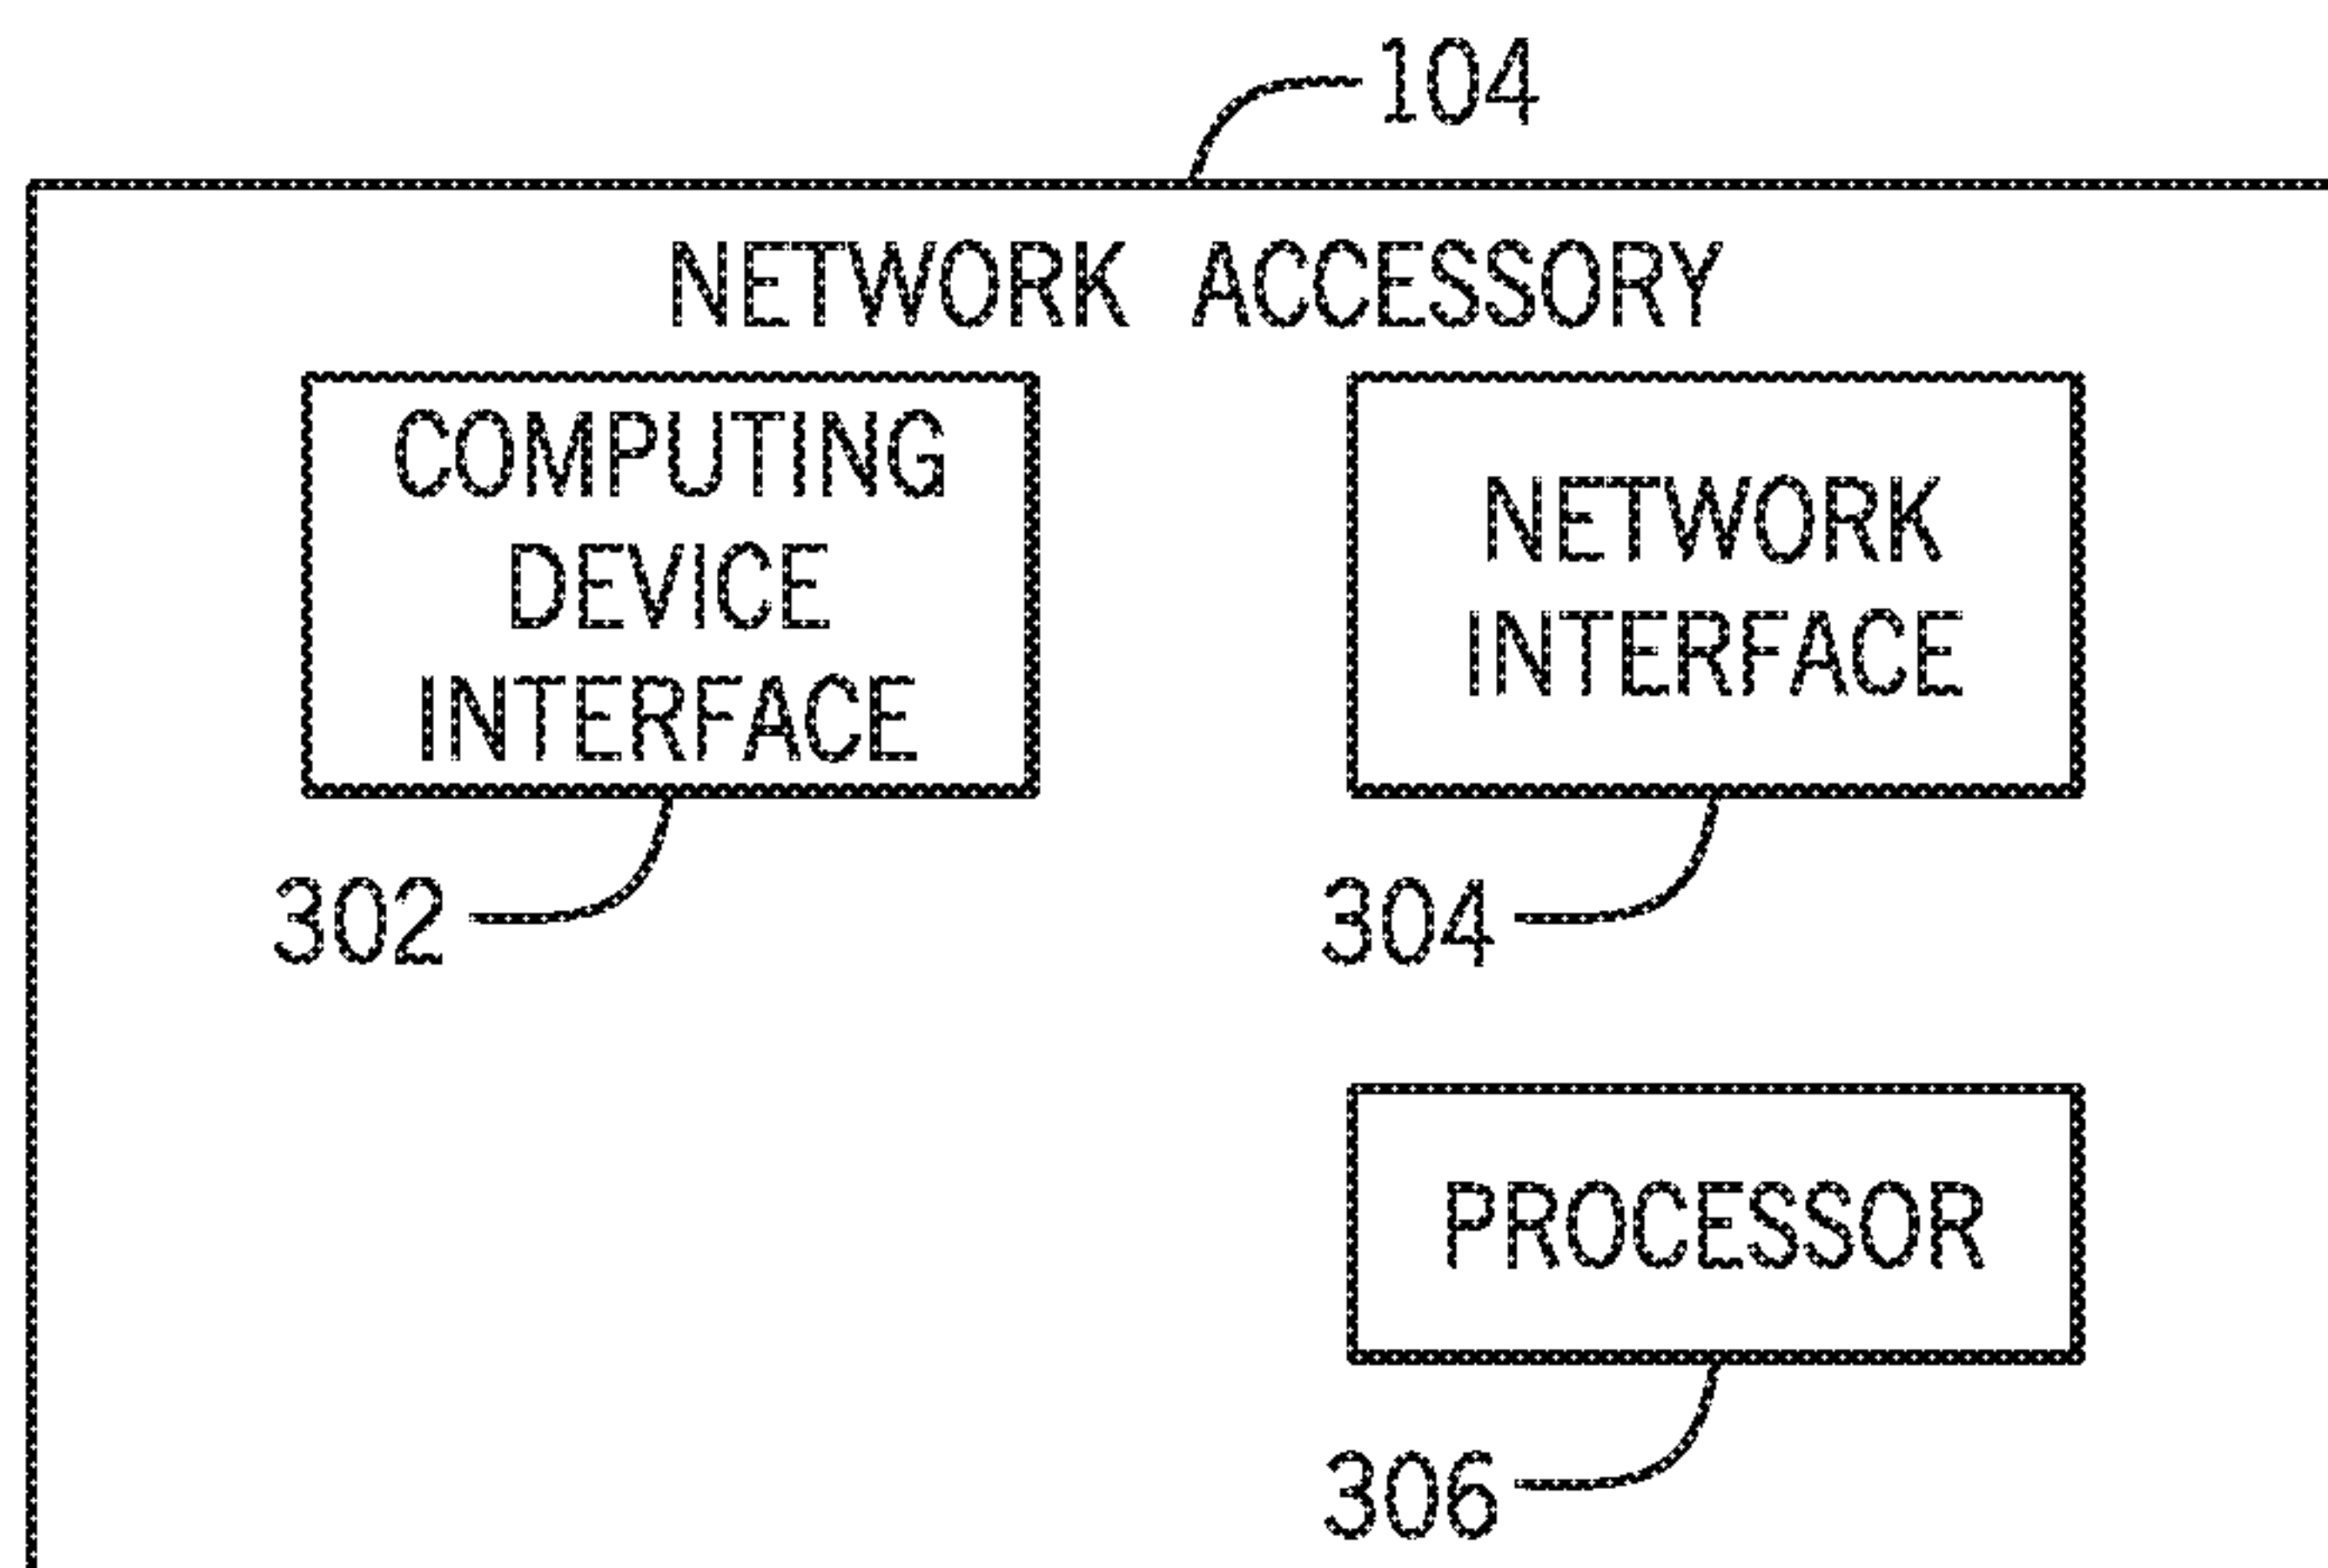 104
NETWORK ACCESSORY
COMPUTING
DEVICE
INTERFACE
NETWORK
INTERFACE
302
304
PROCESSOR
306